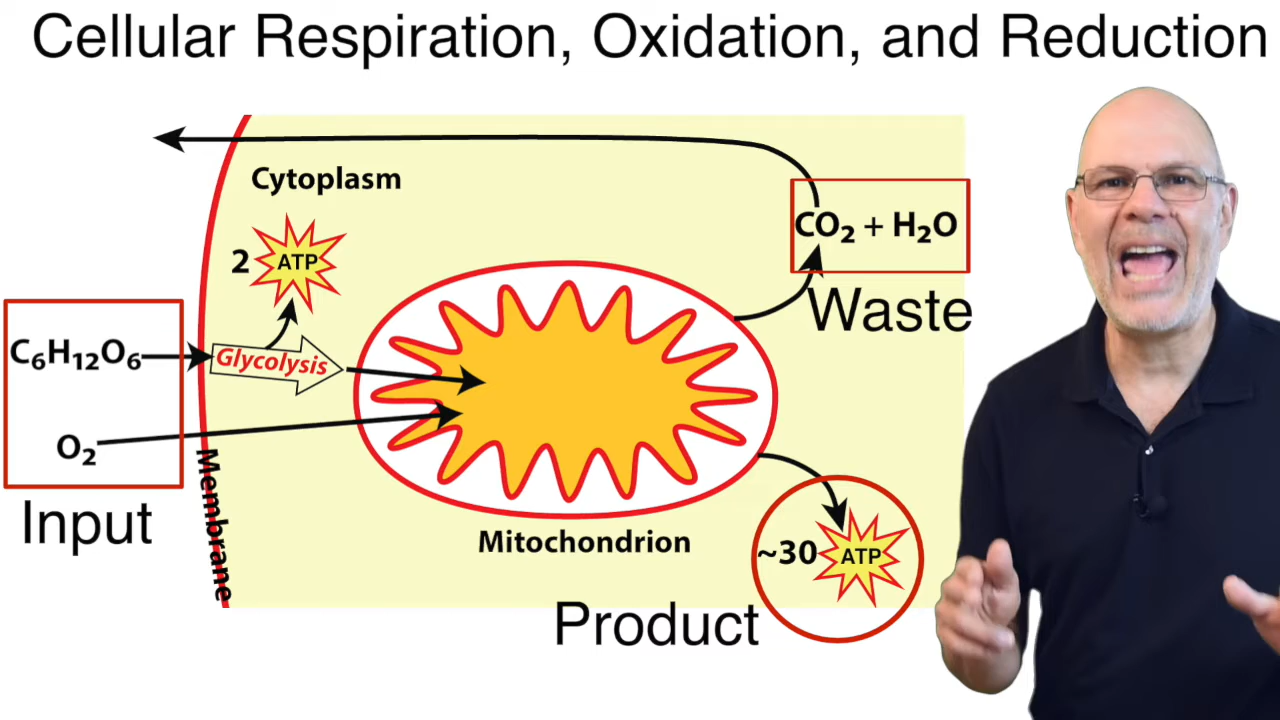 Cellular Respiration, Oxidation, and Reduction
Cytoplasm
2 ATP
CO₂ + H₂O
Waste
C₆H₁₂O₆
Glycolysis
O₂
Input
Membrane
Mitochondrion
~30 ATP
Product